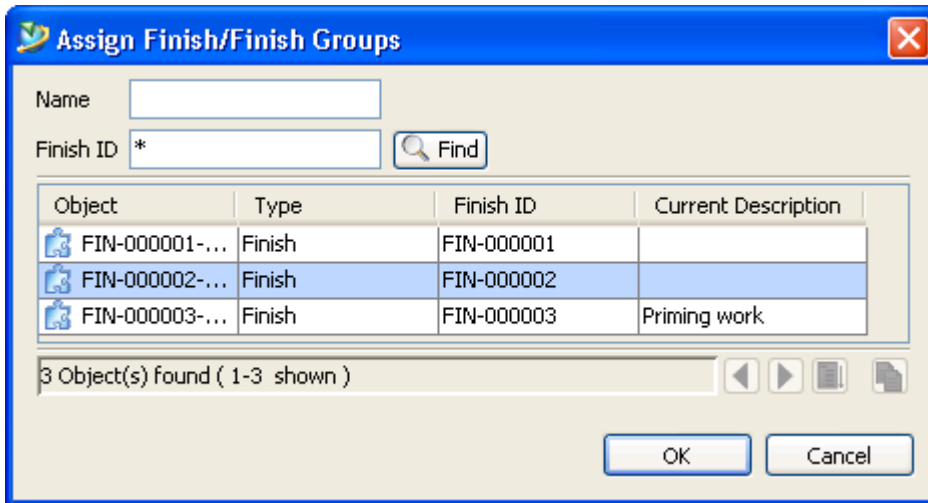 Assign Finish/Finish Groups
Name
Finish ID * Find
Object Type Finish ID Current Description
FIN-000001-... Finish FIN-000001
FIN-000002-... Finish FIN-000002
FIN-000003-... Finish FIN-000003 Priming work
3 Object(s) found ( 1-3 shown )
OK Cancel